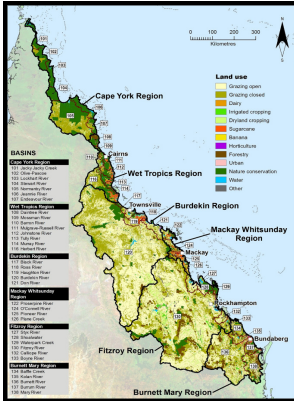 0 50 100 200 300 400
Kilometres
N
Land use
Grazing open
Grazing closed
Dairy
Irrigated cropping
Dryland cropping
Sugarcane
Banana
Horticulture
Forestry
Urban
Nature conservation
Water
Other
Cape York Region
Cairns
Wet Tropics Region
Townsville
Burdekin Region
Mackay Whitsunday
Region
Mackay
Rockhampton
Bundaberg
Fitzroy Region
Burnett Mary Region
BASINS
Cape York Region
101 Jacky Jacky Creek
102 Olive-Pascoe
103 Lockhart River
104 Stewart River
105 Normanby River
106 Jeannie River
107 Endeavour River
Wet Tropics Region
108 Daintree River
109 Mossman River
110 Barron River
111 Mulgrave-Russell River
112 Johnstone River
113 Tully River
114 Murray River
116 Herbert River
Burdekin Region
117 Black River
118 Ross River
119 Haughton River
120 Burdekin River
121 Don River
Mackay Whitsunday
Region
122 Proserpine River
124 O'Connell River
125 Pioneer River
126 Plane Creek
Fitzroy Region
127 Styx River
128 Shoalwater
129 Waterpark Creek
130 Fitzroy River
132 Calliope River
133 Boyne River
Burnett Mary Region
134 Baffle Creek
135 Kolan River
136 Burnett River
137 Burrum River
138 Mary River